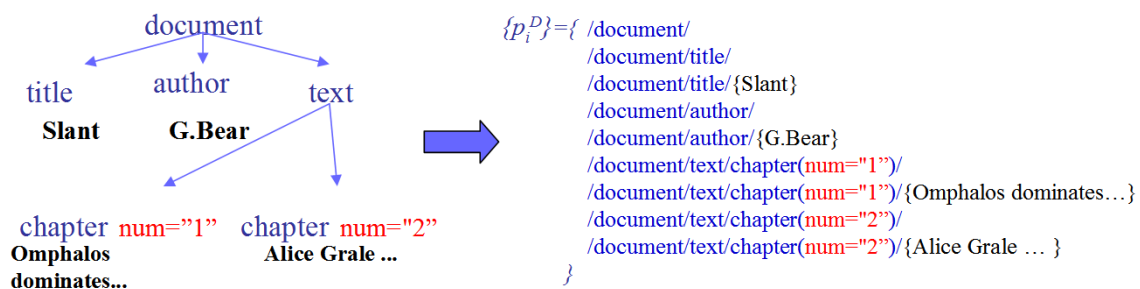 document
title author text
Slant G.Bear
chapter num=”1” chapter num="2”
Omphalos Alice Grale ...
dominates...
{pᵢᴰ}={ /document/
/document/title/
/document/title/{Slant}
/document/author/
/document/author/{G.Bear}
/document/text/chapter(num="1”)/
/document/text/chapter(num="1”)/{Omphalos dominates…}
/document/text/chapter(num="2”)/
/document/text/chapter(num="2”)/{Alice Grale … }
}